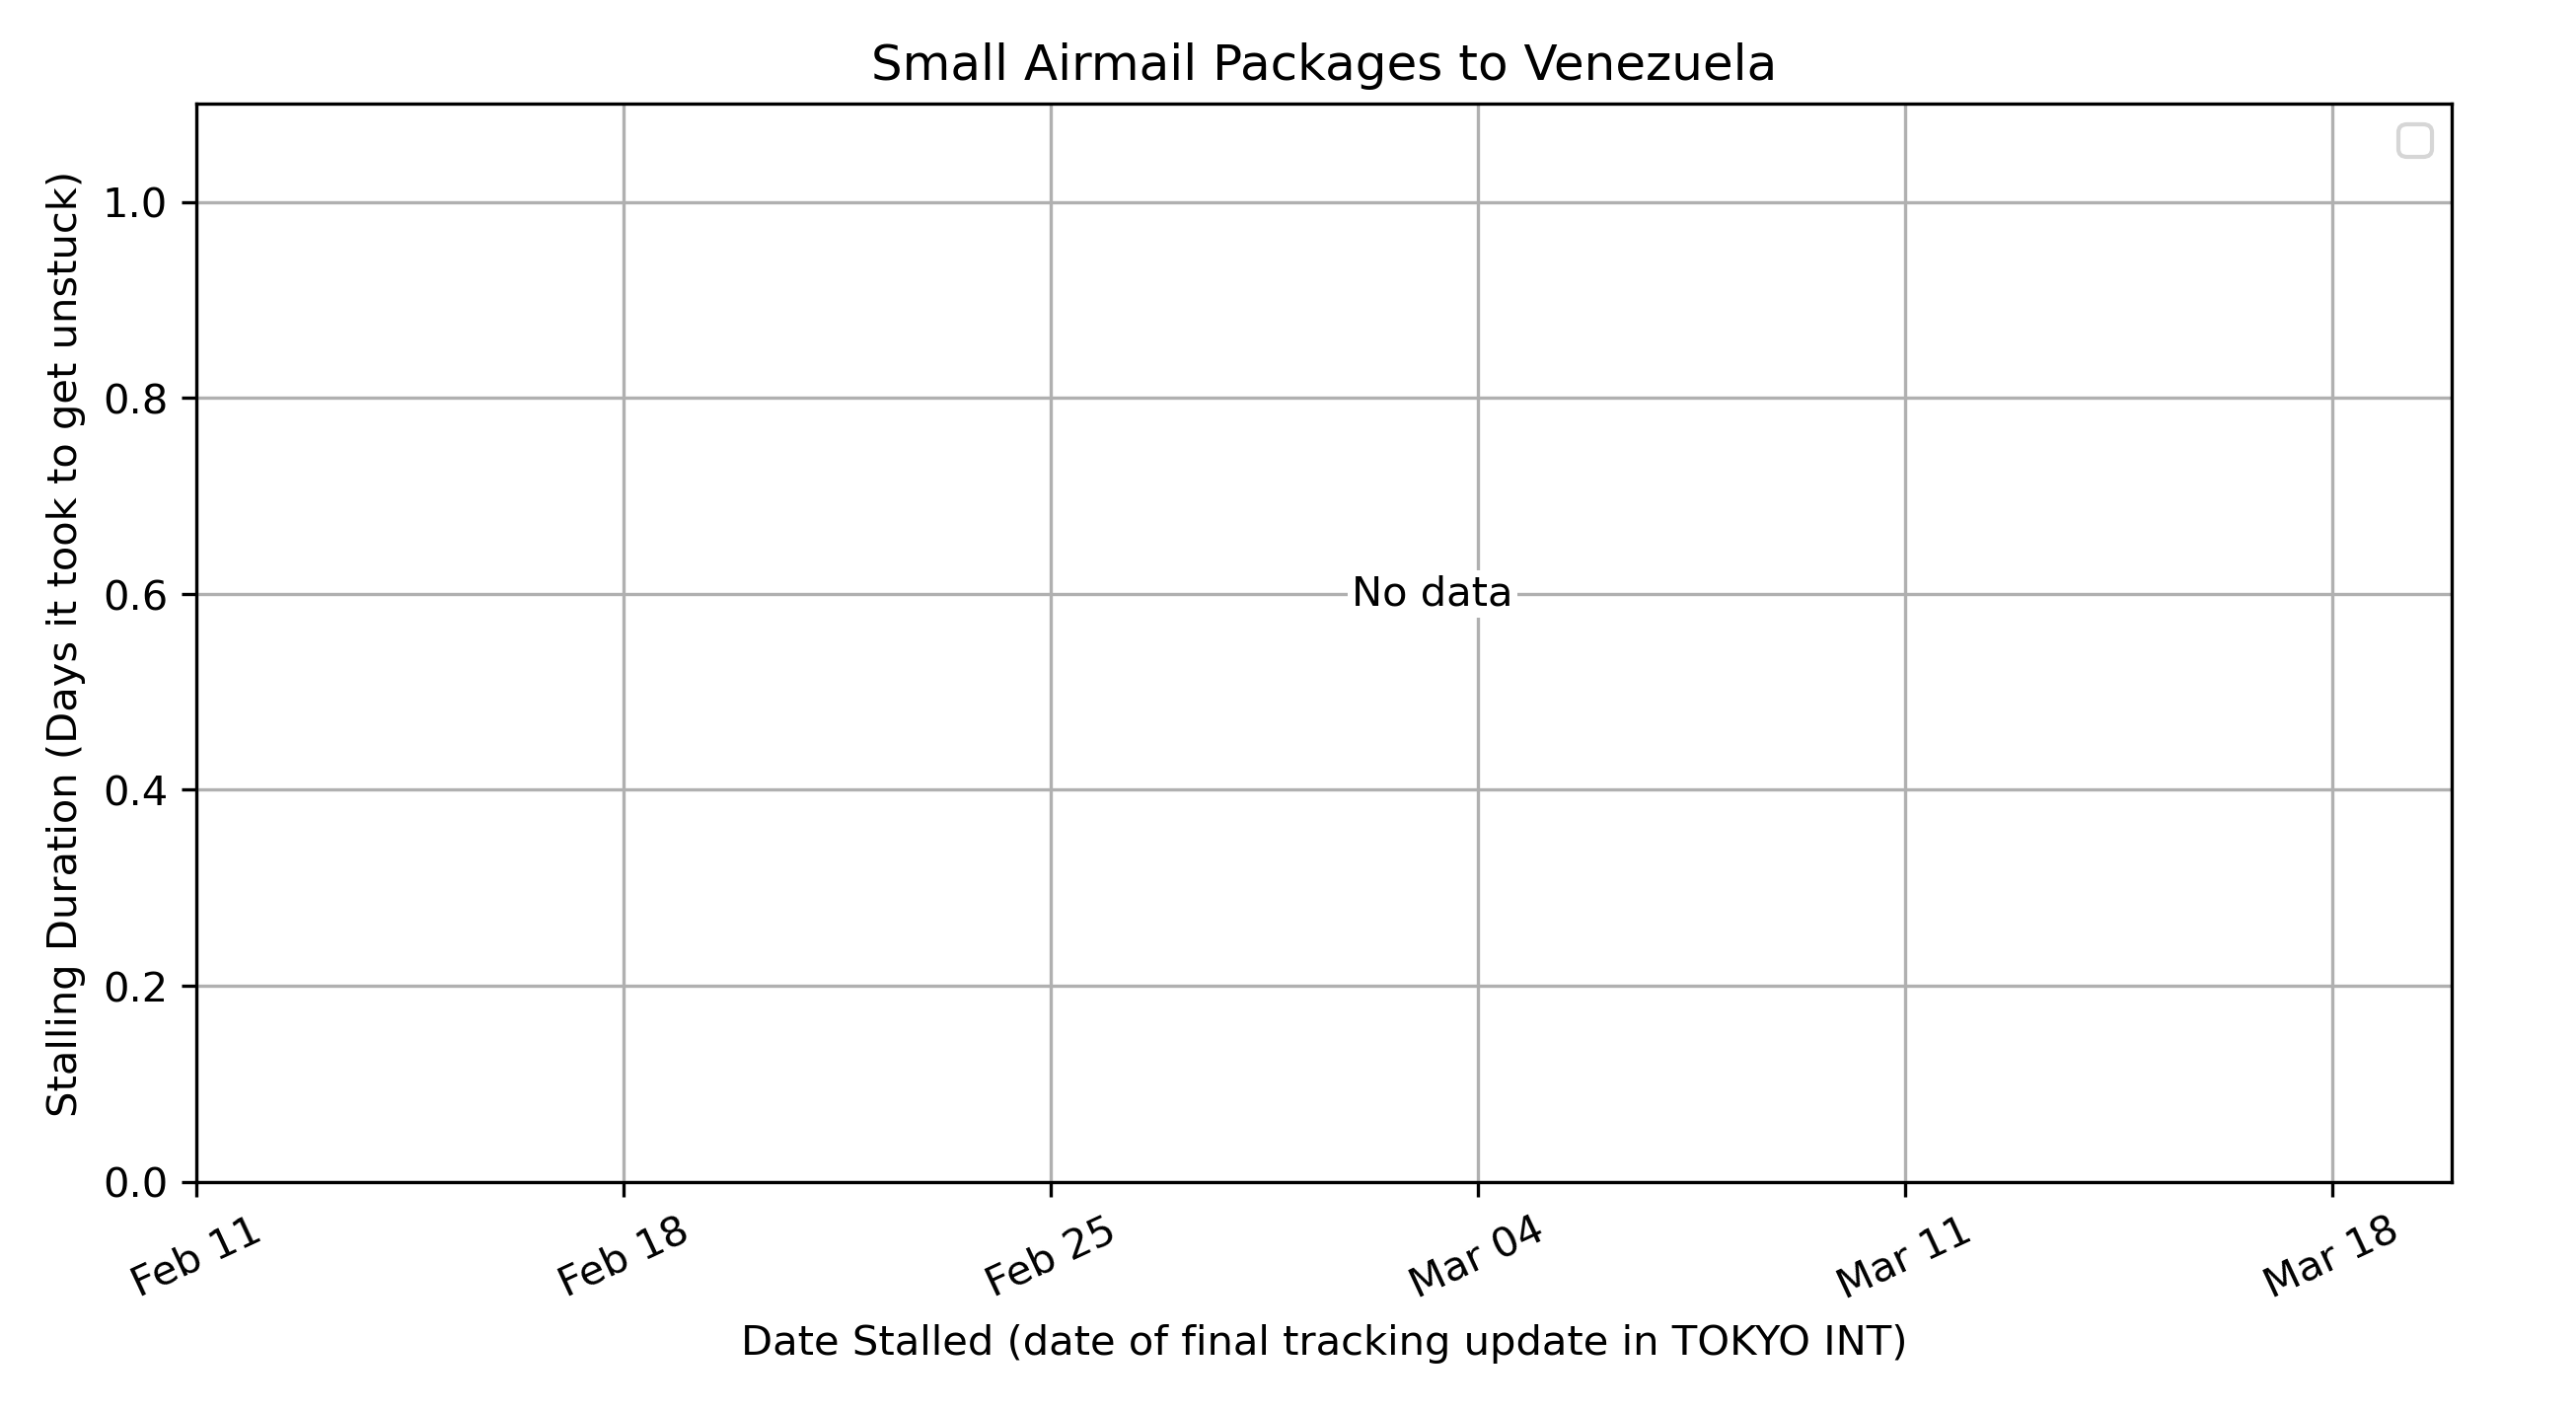 Small Airmail Packages to Venezuela
Stalling Duration (Days it took to get unstuck)
1.0
0.8
0.6
0.4
0.2
0.0
No data
Feb 11
Feb 18
Feb 25
Mar 04
Mar 11
Mar 18
Date Stalled (date of final tracking update in TOKYO INT)